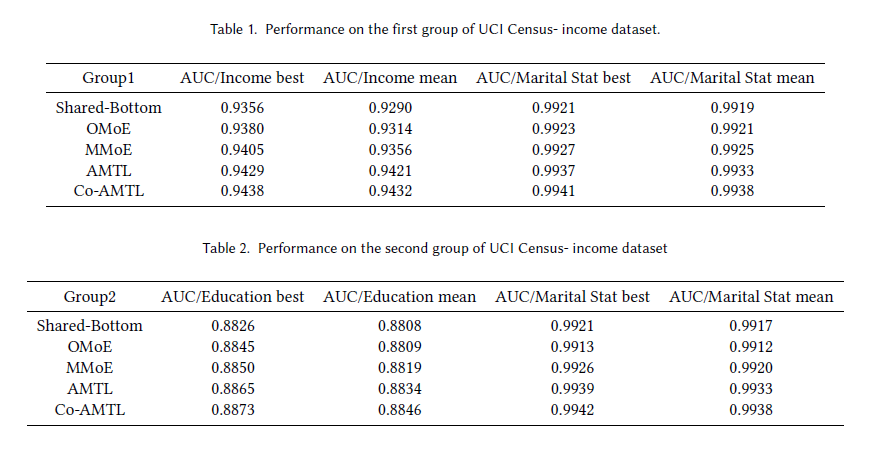 Table 1. Performance on the first group of UCI Census- income dataset.
Group1 AUC/Income best AUC/Income mean AUC/Marital Stat best AUC/Marital Stat mean
Shared-Bottom 0.9356 0.9290 0.9921 0.9919
OMoE 0.9380 0.9314 0.9923 0.9921
MMoE 0.9405 0.9356 0.9927 0.9925
AMTL 0.9429 0.9421 0.9937 0.9933
Co-AMTL 0.9438 0.9432 0.9941 0.9938
Table 2. Performance on the second group of UCI Census- income dataset
Group2 AUC/Education best AUC/Education mean AUC/Marital Stat best AUC/Marital Stat mean
Shared-Bottom 0.8826 0.8808 0.9921 0.9917
OMoE 0.8845 0.8809 0.9913 0.9912
MMoE 0.8850 0.8819 0.9926 0.9920
AMTL 0.8865 0.8834 0.9939 0.9933
Co-AMTL 0.8873 0.8846 0.9942 0.9938